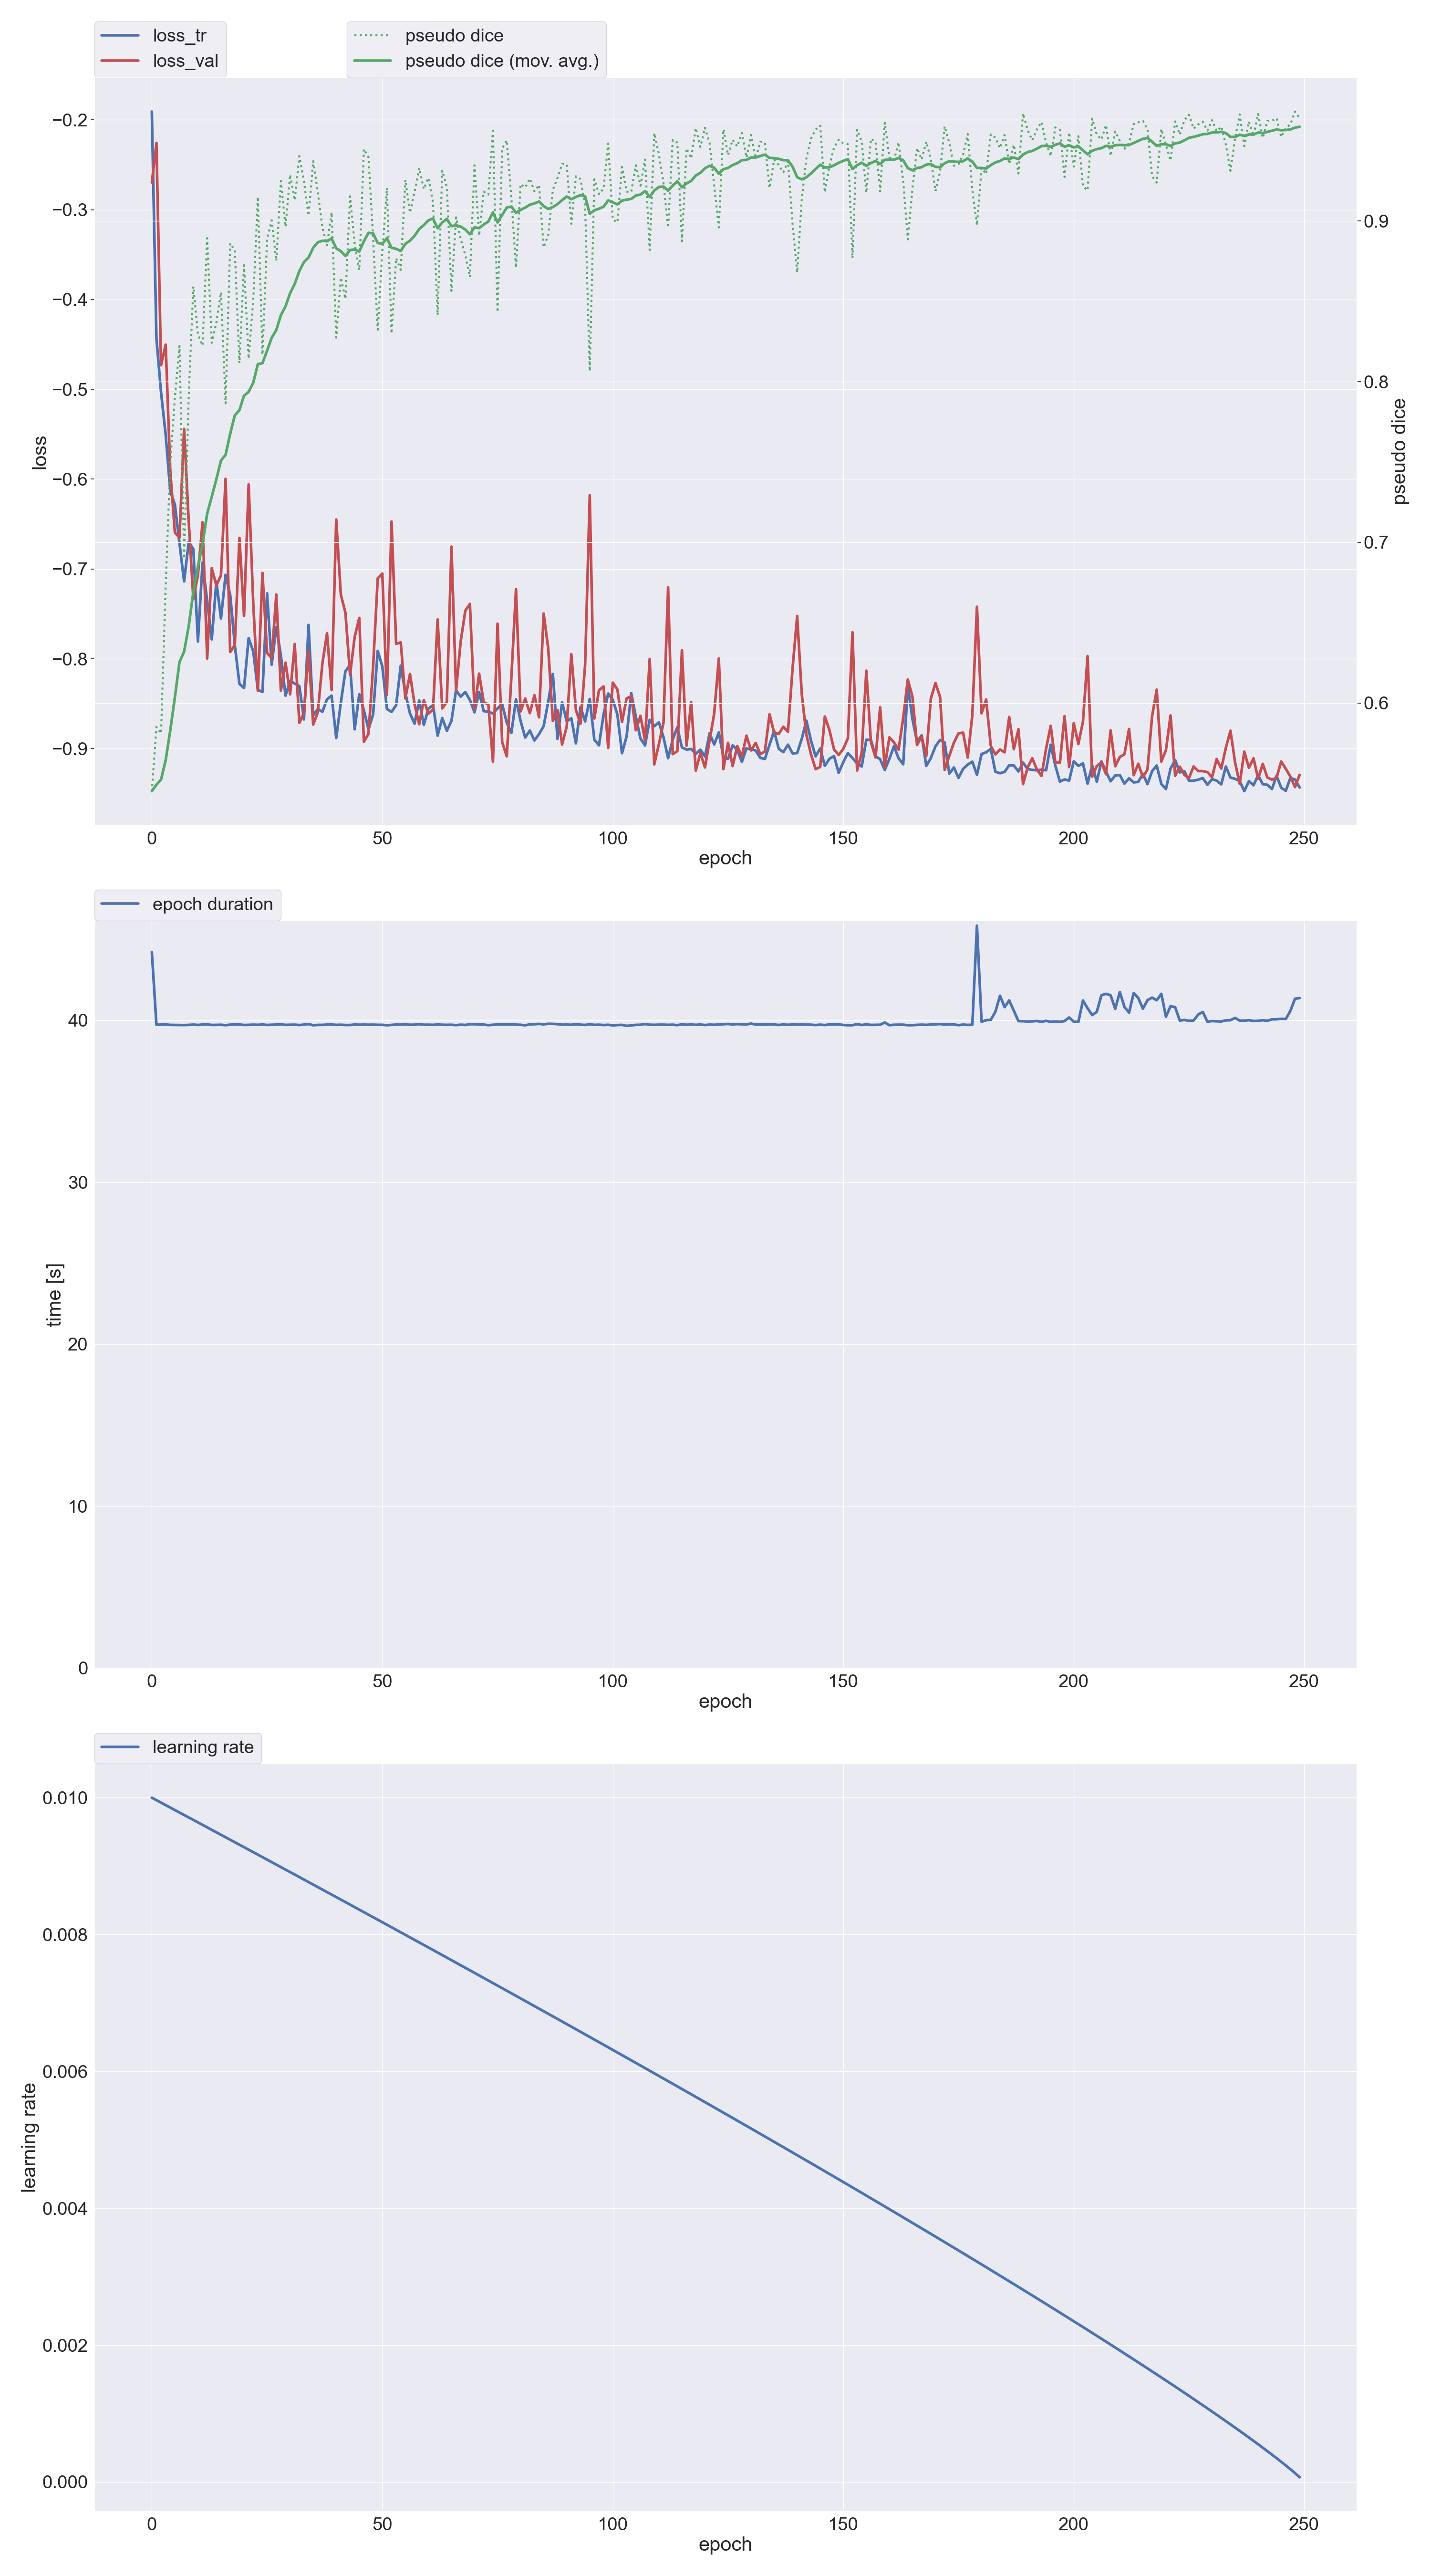 loss_tr
loss_val
pseudo dice
pseudo dice (mov. avg.)
−0.2
−0.3
−0.4
−0.5
−0.6
−0.7
−0.8
−0.9
loss
0.9
0.8
0.7
0.6
pseudo dice
0 50 100 150 200 250
epoch
epoch duration
40
30
20
10
0
time [s]
0 50 100 150 200 250
epoch
learning rate
0.010
0.008
0.006
0.004
0.002
0.000
learning rate
0 50 100 150 200 250
epoch